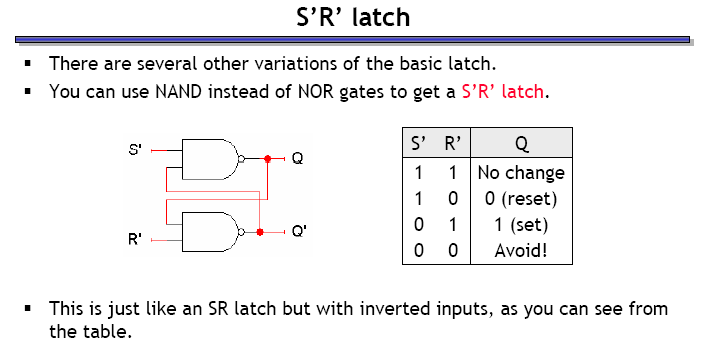 S’R’ latch
▪ There are several other variations of the basic latch.
▪ You can use NAND instead of NOR gates to get a S’R’ latch.
S' Q
R' Q'
S’ R’ Q
1 1 No change
1 0 0 (reset)
0 1 1 (set)
0 0 Avoid!
▪ This is just like an SR latch but with inverted inputs, as you can see from
the table.